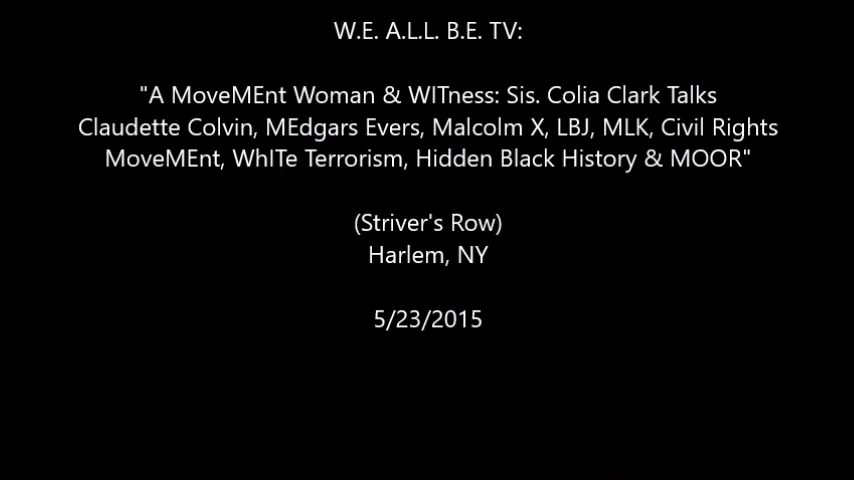 W.E. A.L.L. B.E. TV:
"A MoveMEnt Woman & WITness: Sis. Colia Clark Talks
Claudette Colvin, MEdgars Evers, Malcolm X, LBJ, MLK, Civil Rights
MoveMEnt, WhITe Terrorism, Hidden Black History & MOOR"
(Striver's Row)
Harlem, NY
5/23/2015